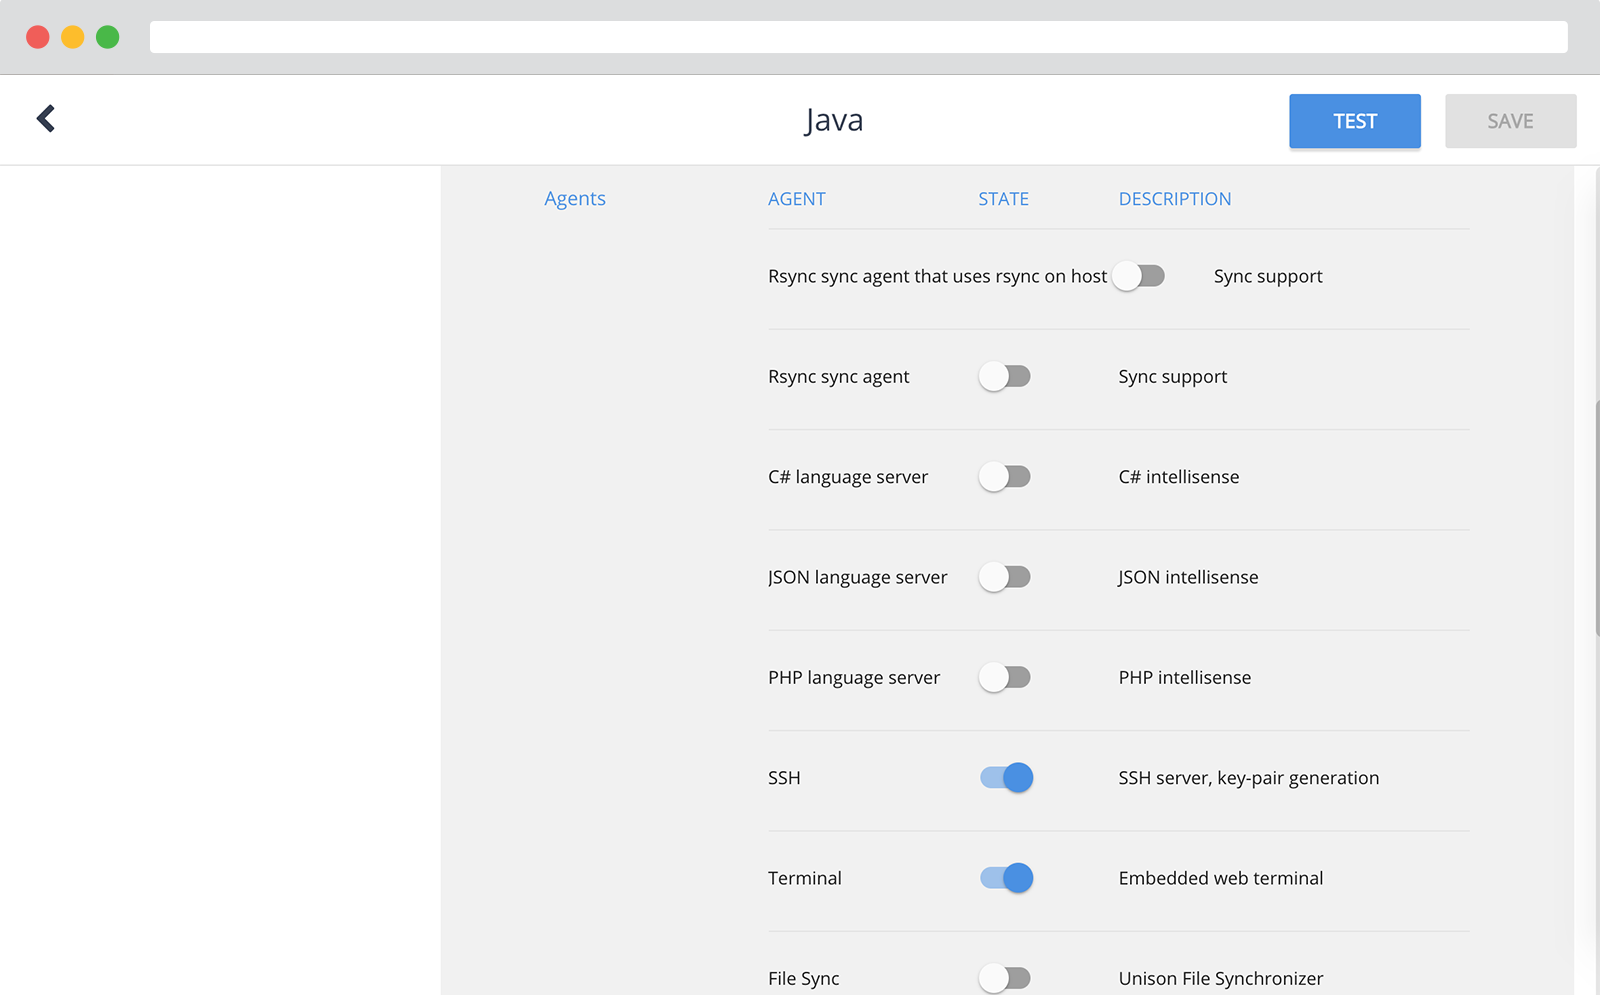 Java
TEST
SAVE
Agents
AGENT STATE DESCRIPTION
Rsync sync agent that uses rsync on host Sync support
Rsync sync agent Sync support
C# language server C# intellisense
JSON language server JSON intellisense
PHP language server PHP intellisense
SSH SSH server, key-pair generation
Terminal Embedded web terminal
File Sync Unison File Synchronizer